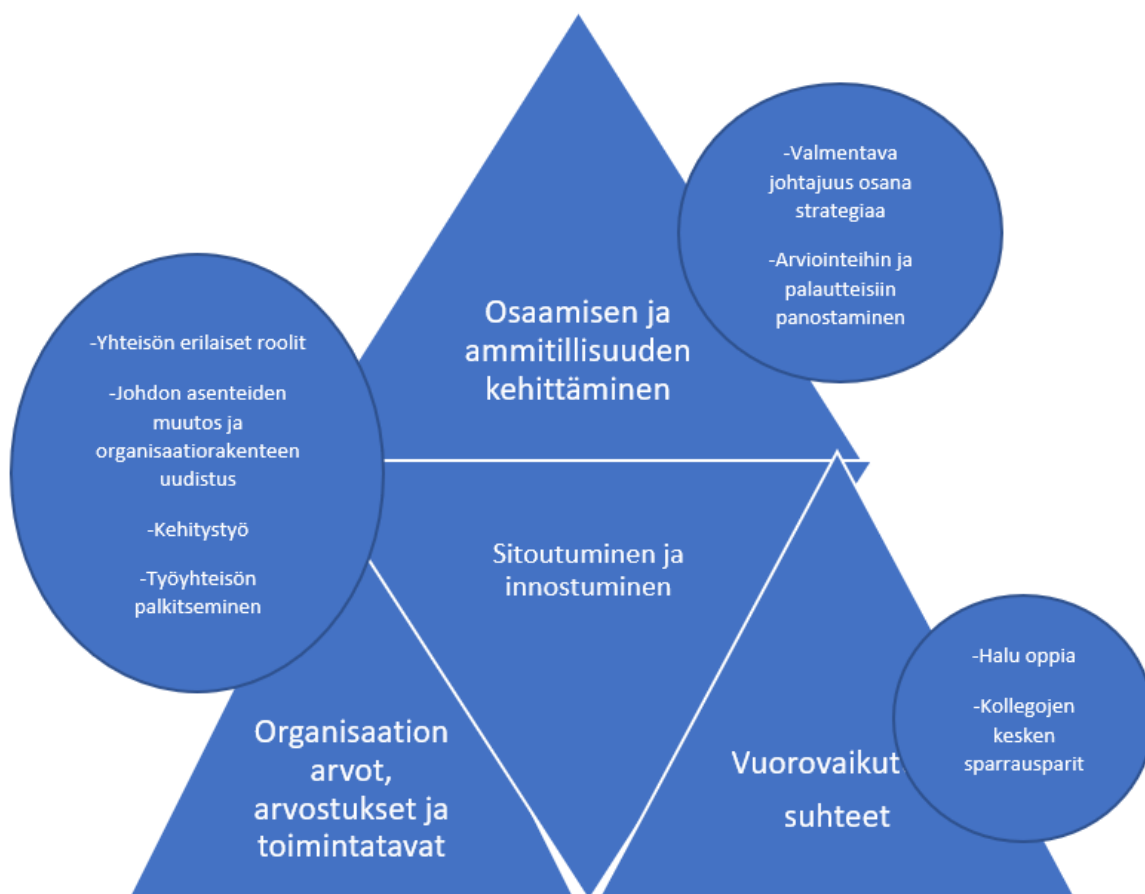 -Valmentava
johtajuus osana
strategiaa
-Arviointeihin ja
palautteisiin
panostaminen
Osaamisen ja
ammitillisuuden
kehittäminen
-Yhteisön erilaiset roolit
-Johdon asenteiden
muutos ja
organisaatiorakenteen
uudistus
-Kehitystyö
-Työyhteisön
palkitseminen
Sitoutuminen ja
innostuminen
-Halu oppia
-Kollegojen
kesken
sparrausparit
Organisaation
arvot,
arvostukset ja
toimintatavat
Vuorovaikut
suhteet